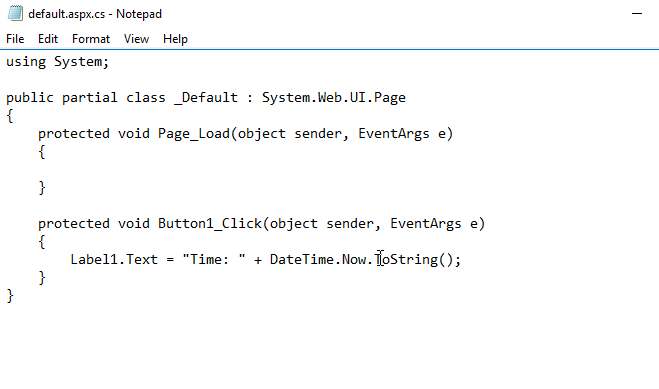 default.aspx.cs - Notepad
File Edit Format View Help
using System;

public partial class _Default : System.Web.UI.Page
{
    protected void Page_Load(object sender, EventArgs e)
    {

    }

    protected void Button1_Click(object sender, EventArgs e)
    {
        Label1.Text = "Time: " + DateTime.Now.ToString();
    }
}